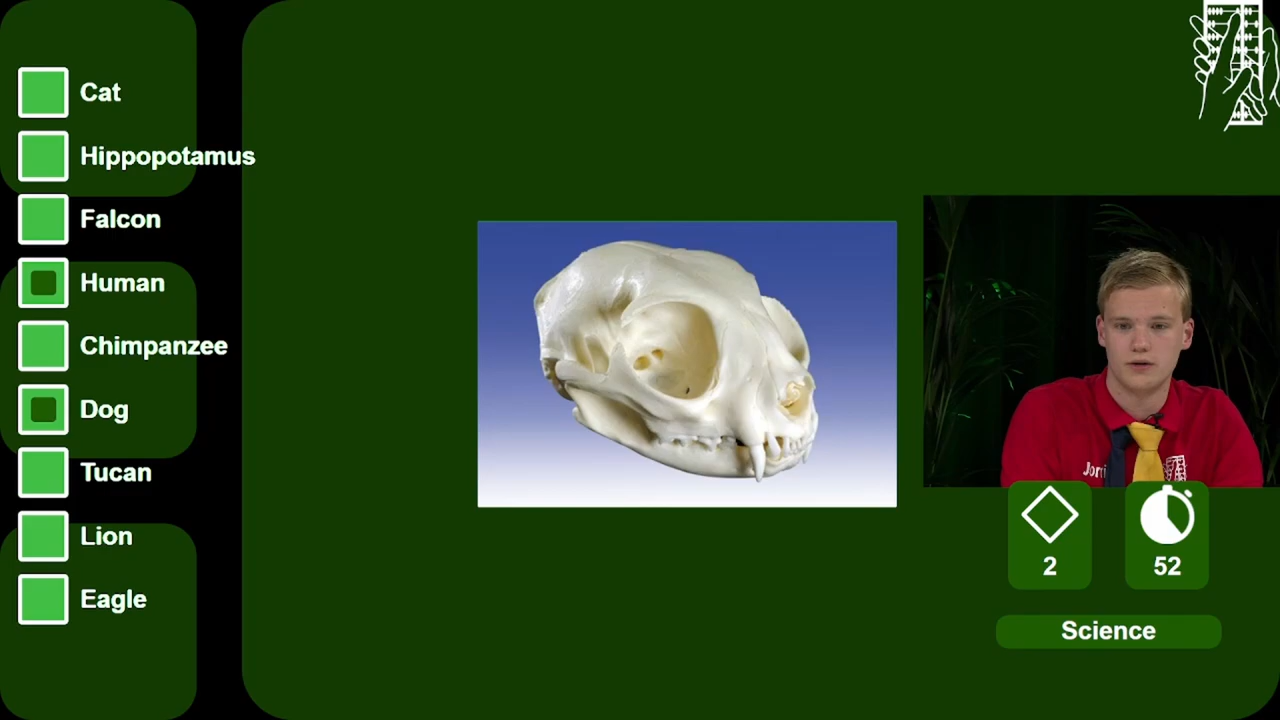 Cat
Hippopotamus
Falcon
Human
Chimpanzee
Dog
Tucan
Lion
Eagle
2
52
Science